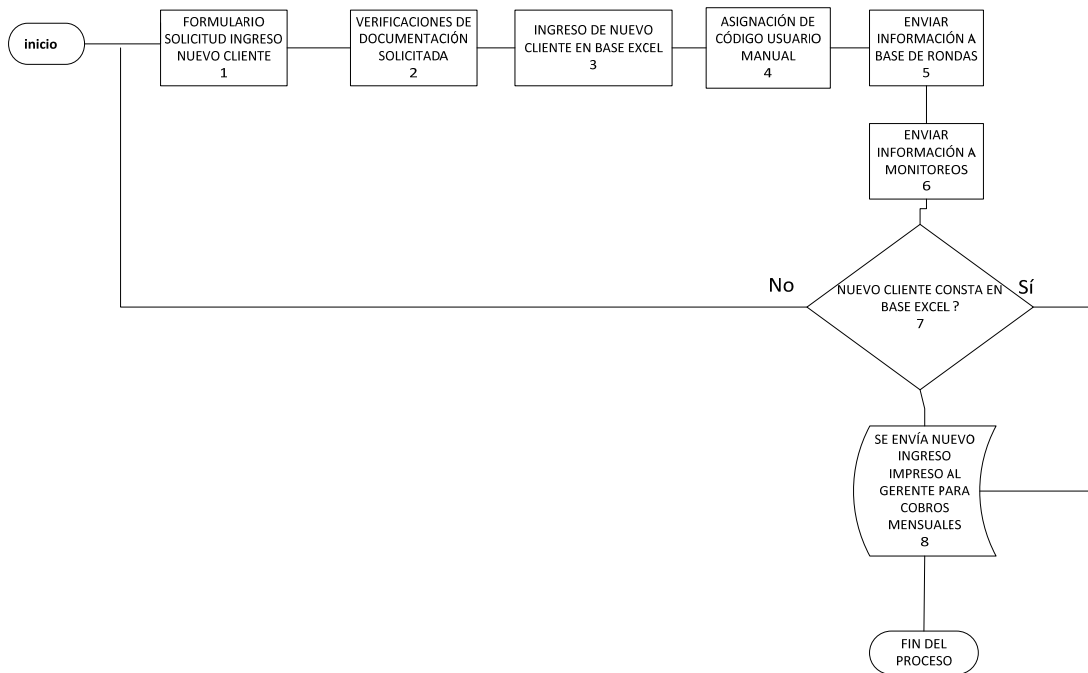 inicio
FORMULARIO
SOLICITUD INGRESO
NUEVO CLIENTE
1
VERIFICACIONES DE
DOCUMENTACIÓN
SOLICITADA
2
INGRESO DE NUEVO
CLIENTE EN BASE EXCEL
3
ASIGNACIÓN DE
CÓDIGO USUARIO
MANUAL
4
ENVIAR
INFORMACIÓN A
BASE DE RONDAS
5
ENVIAR
INFORMACIÓN A
MONITOREOS
6
No
NUEVO CLIENTE CONSTA EN
BASE EXCEL ?
7
Sí
SE ENVÍA NUEVO
INGRESO
IMPRESO AL
GERENTE PARA
COBROS
MENSUALES
8
FIN DEL
PROCESO